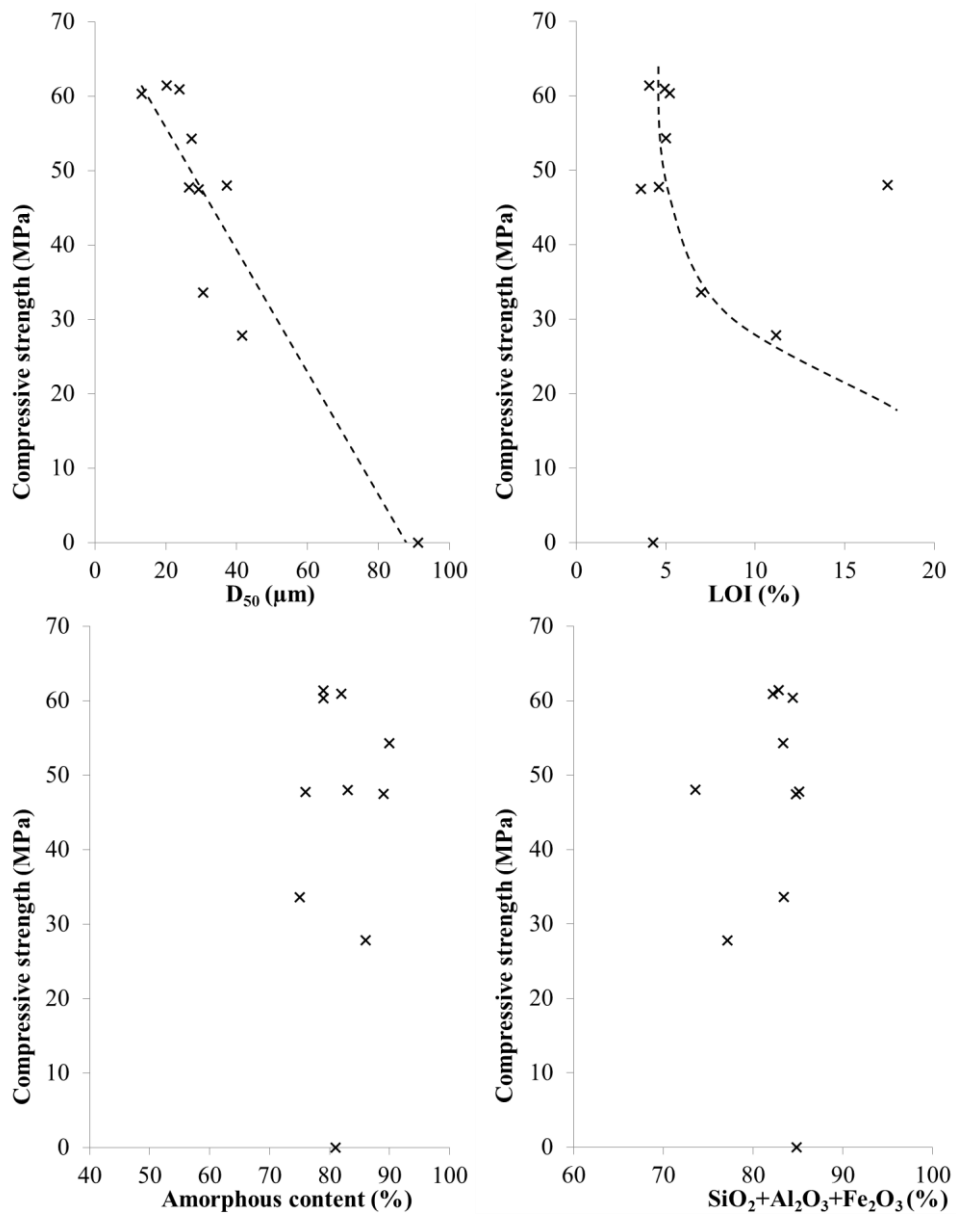 70
60
50
40
30
20
10
0
Compressive strength (MPa)
0 20 40 60 80 100
D₅₀ (µm)
70
60
50
40
30
20
10
0
Compressive strength (MPa)
0 5 10 15 20
LOI (%)
70
60
50
40
30
20
10
0
Compressive strength (MPa)
40 50 60 70 80 90 100
Amorphous content (%)
70
60
50
40
30
20
10
0
Compressive strength (MPa)
60 70 80 90 100
SiO₂+Al₂O₃+Fe₂O₃ (%)